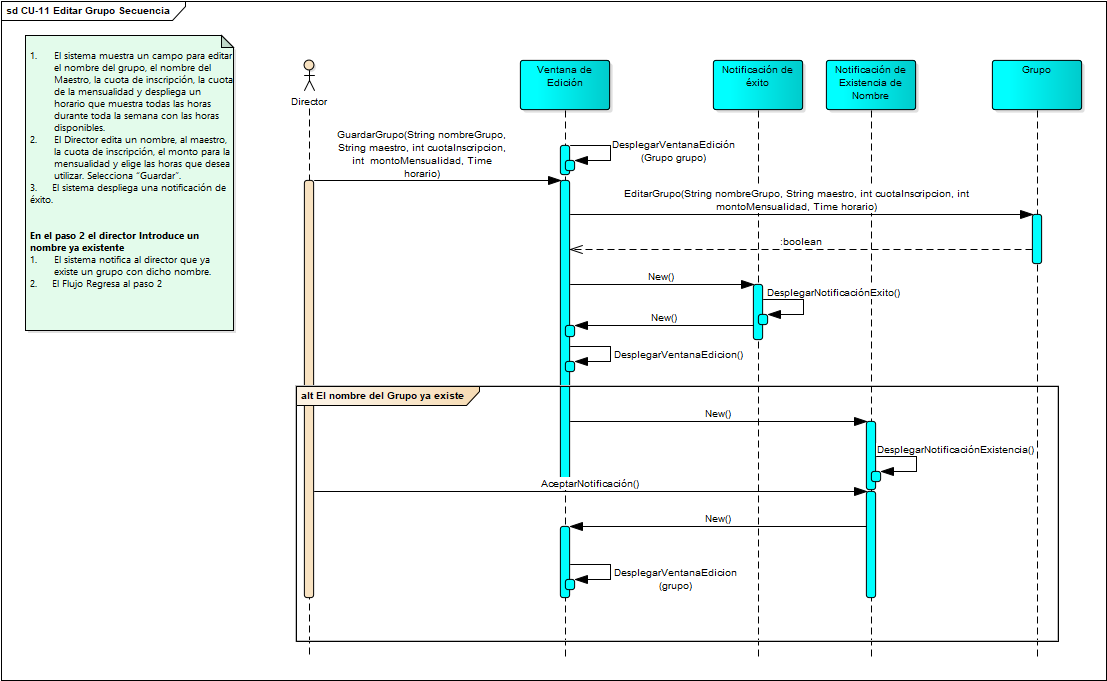 sd CU-11 Editar Grupo Secuencia
1. El sistema muestra un campo para editar
el nombre del grupo, el nombre del
Maestro, la cuota de inscripción, la cuota
de la mensualidad y despliega un
horario que muestra todas las horas
durante toda la semana con las horas
disponibles.
2. El Director edita un nombre, al maestro,
la cuota de inscripción, el monto para la
mensualidad y elige las horas que desea
utilizar. Selecciona "Guardar".
3. El sistema despliega una notificación de
éxito.
En el paso 2 el director Introduce un
nombre ya existente
1. El sistema notifica al director que ya
existe un grupo con dicho nombre.
2. El Flujo Regresa al paso 2
Director
Ventana de
Edición
Notificación de
éxito
Notificación de
Existencia de
Nombre
Grupo
GuardarGrupo(String nombreGrupo,
String maestro, int cuotaInscripcion,
int montoMensualidad, Time
horario)
DesplegarVentanaEdición
(Grupo grupo)
EditarGrupo(String nombreGrupo, String maestro, int cuotaInscripcion, int
montoMensualidad, Time horario)
:boolean
New()
DesplegarNotificaciónExito()
New()
DesplegarVentanaEdicion()
alt El nombre del Grupo ya existe
New()
DesplegarNotificaciónExistencia()
AceptarNotificación()
New()
DesplegarVentanaEdicion
(grupo)